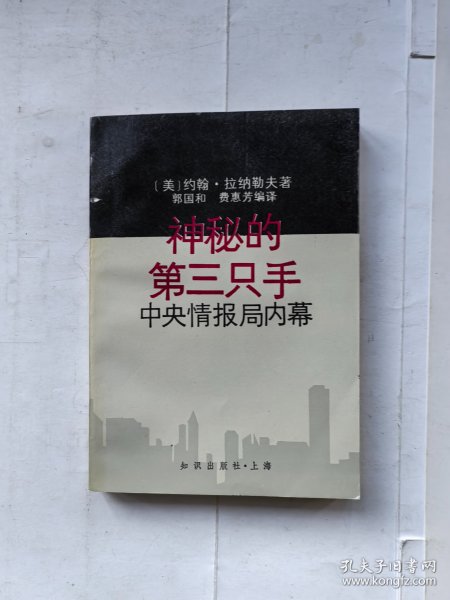 〔美〕约翰·拉纳勒夫著
郭国和 费惠芳编译
神秘的
第三只手
中央情报局内幕
知识出版社·上海
孔夫子旧书网
www.kongfz.com